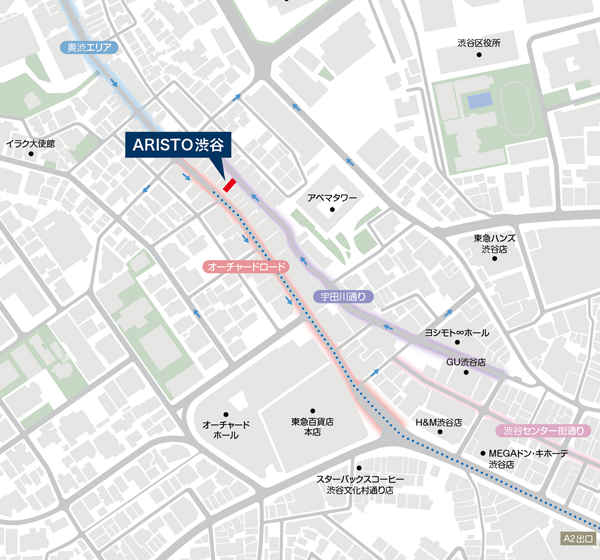 奥渋エリア
渋谷区役所
ARISTO渋谷
イラク大使館
アベマタワー
東急ハンズ
渋谷店
オーチャードロード
宇田川通り
ヨシモト∞ホール
GU渋谷店
オーチャード
ホール
東急百貨店
本店
H&M渋谷店
渋谷センター街通り
MEGAドン・キホーテ
渋谷店
スターバックスコーヒー
渋谷文化村通り店
A2出口